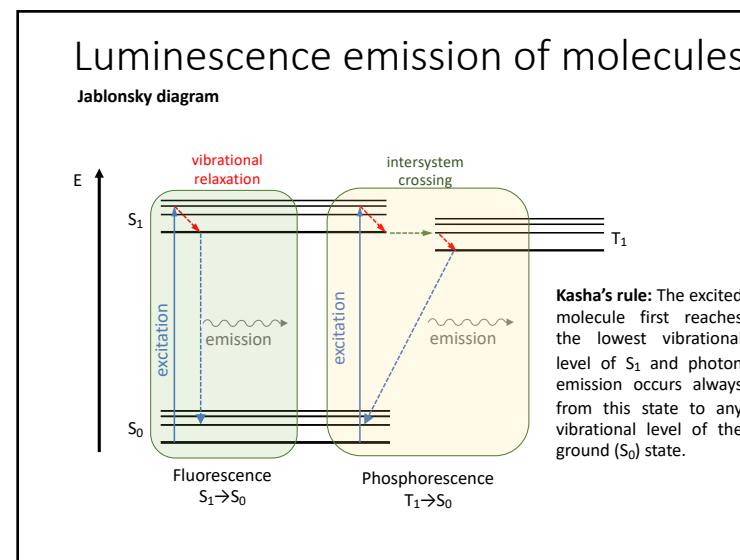 Luminescence emission of molecules
Jablonsky diagram
vibrational
relaxation
intersystem
crossing
E
S₁
T₁
excitation
emission
excitation
emission
S₀
Fluorescence
S₁→S₀
Phosphorescence
T₁→S₀
Kasha's rule: The excited
molecule first reaches
the lowest vibrational
level of S₁ and photon
emission occurs always
from this state to any
vibrational level of the
ground (S₀) state.